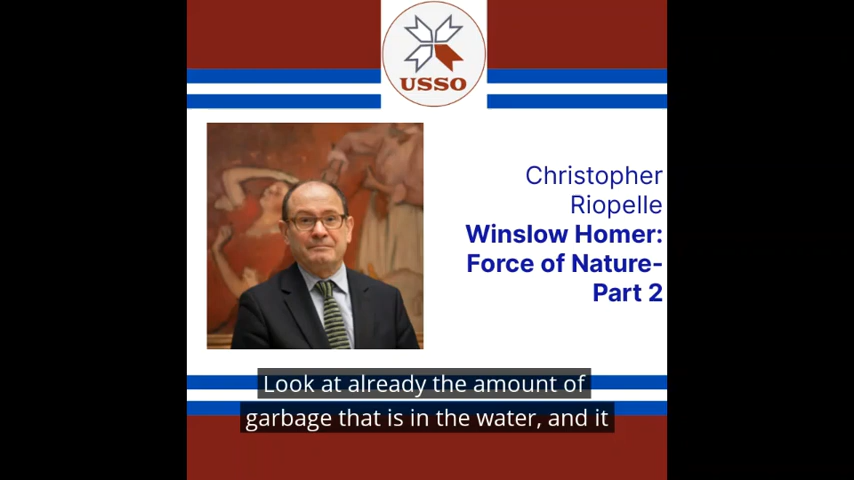 USSO
Christopher
Riopelle
Winslow Homer:
Force of Nature-
Part 2
Look at already the amount of
garbage that is in the water, and it